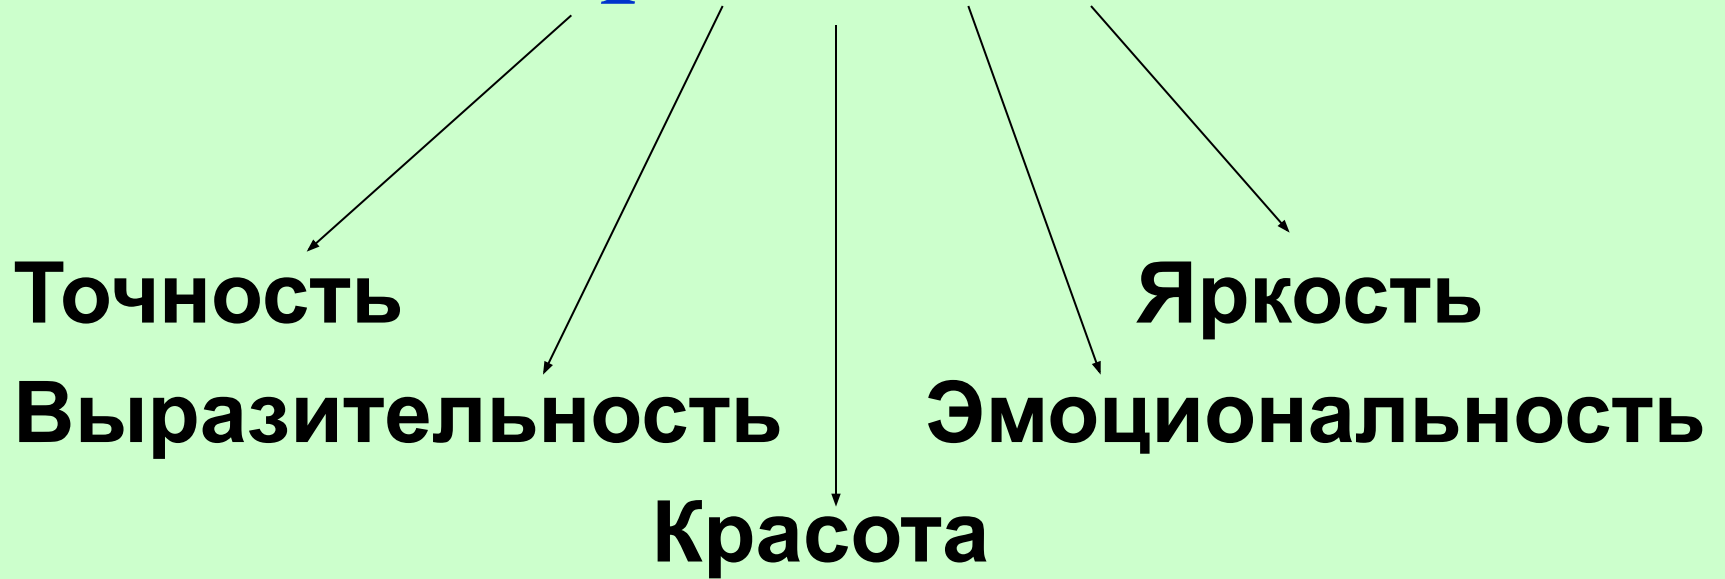 Точность Яркость
Выразительность Эмоциональность
Красота